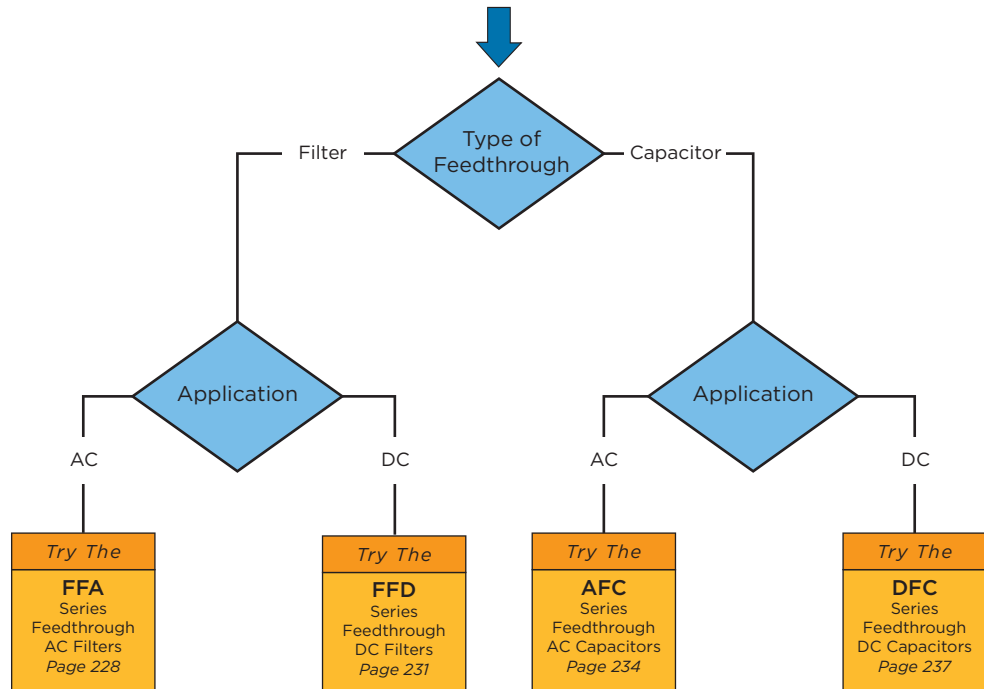 Type of
Feedthrough
Filter
Capacitor
Application
Application
AC
DC
AC
DC
Try The
FFA
Series
Feedthrough
AC Filters
Page 228
Try The
FFD
Series
Feedthrough
DC Filters
Page 231
Try The
AFC
Series
Feedthrough
AC Capacitors
Page 234
Try The
DFC
Series
Feedthrough
DC Capacitors
Page 237